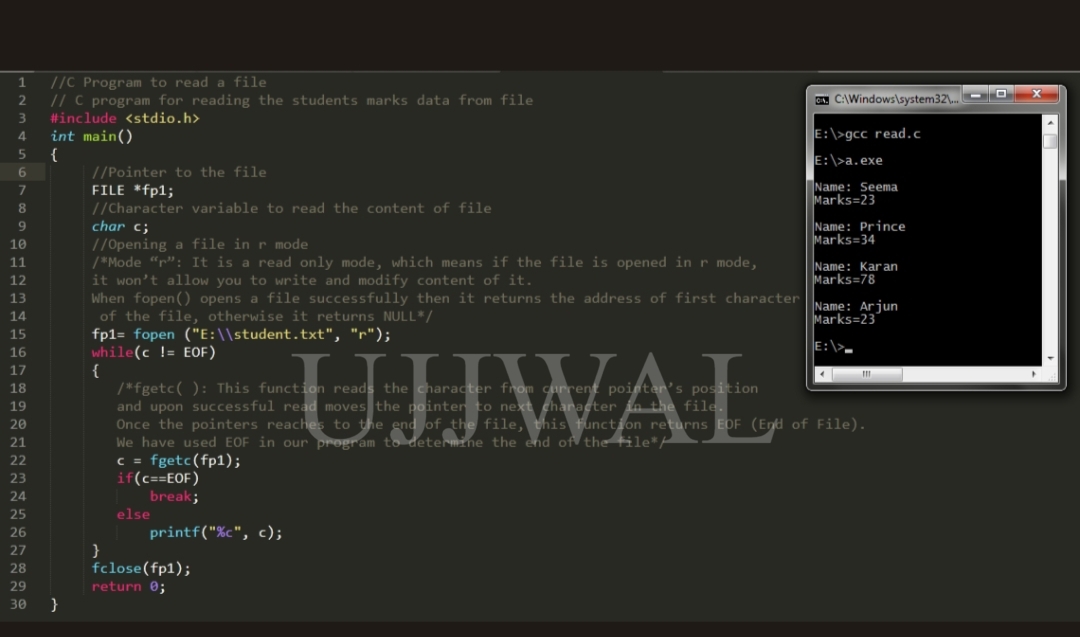 1 //C Program to read a file
2 // C program for reading the students marks data from file
3 #include <stdio.h>
4 int main()
5 {
6 //Pointer to the file
7 FILE *fp1;
8 //Character variable to read the content of file
9 char c;
10 //Opening a file in r mode
11 /*Mode “r”: It is a read only mode, which means if the file is opened in r mode,
12 it won’t allow you to write and modify content of it.
13 When fopen() opens a file successfully then it returns the address of first character
14 of the file, otherwise it returns NULL*/
15 fp1= fopen ("E:\\student.txt", "r");
16 while(c != EOF)
17 {
18 /*fgetc( ): This function reads the character from current pointer’s position
19 and upon successful read moves the pointer to next character in the file.
20 Once the pointers reaches to the end of the file, this function returns EOF (End of File).
21 We have used EOF in our program to determine the end of the file*/
22 c = fgetc(fp1);
23 if(c==EOF)
24 break;
25 else
26 printf("%c", c);
27 }
28 fclose(fp1);
29 return 0;
30 }
UJJWAL
C:\Windows\system32\...
E:\>gcc read.c
E:\>a.exe
Name: Seema
Marks=23
Name: Prince
Marks=34
Name: Karan
Marks=78
Name: Arjun
Marks=23
E:\>_